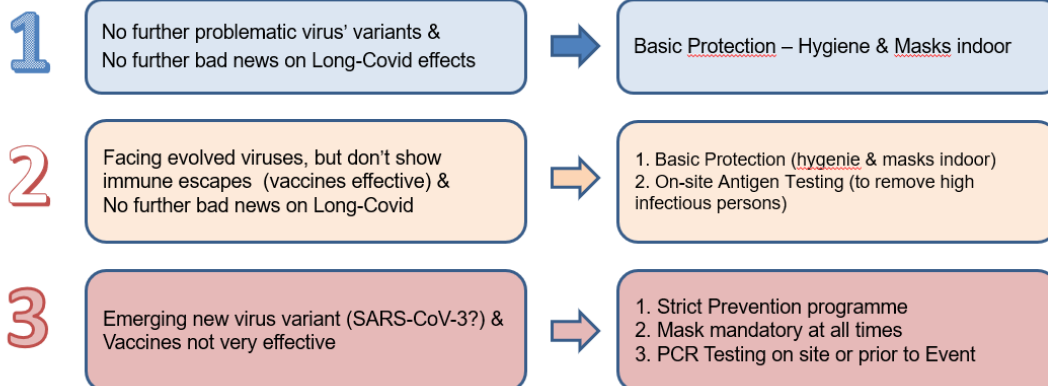 1
No further problematic virus' variants &
No further bad news on Long-Covid effects
Basic Protection – Hygiene & Masks indoor
2
Facing evolved viruses, but don't show
immune escapes (vaccines effective) &
No further bad news on Long-Covid
1. Basic Protection (hygenie & masks indoor)
2. On-site Antigen Testing (to remove high
infectious persons)
3
Emerging new virus variant (SARS-CoV-3?) &
Vaccines not very effective
1. Strict Prevention programme
2. Mask mandatory at all times
3. PCR Testing on site or prior to Event